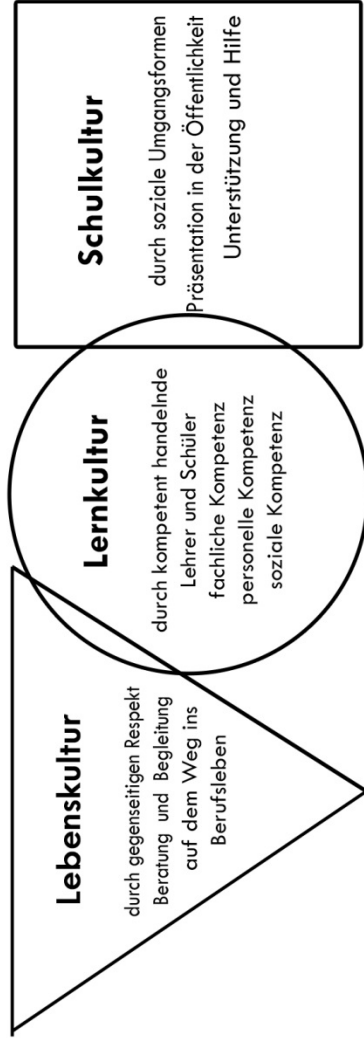 Lebenskultur
durch gegenseitigen Respekt
Beratung und Begleitung
auf dem Weg ins
Berufsleben
Lernkultur
durch kompetent handelnde
Lehrer und Schüler
fachliche Kompetenz
personelle Kompetenz
soziale Kompetenz
Schulkultur
durch soziale Umgangsformen
Präsentation in der Öffentlichkeit
Unterstützung und Hilfe